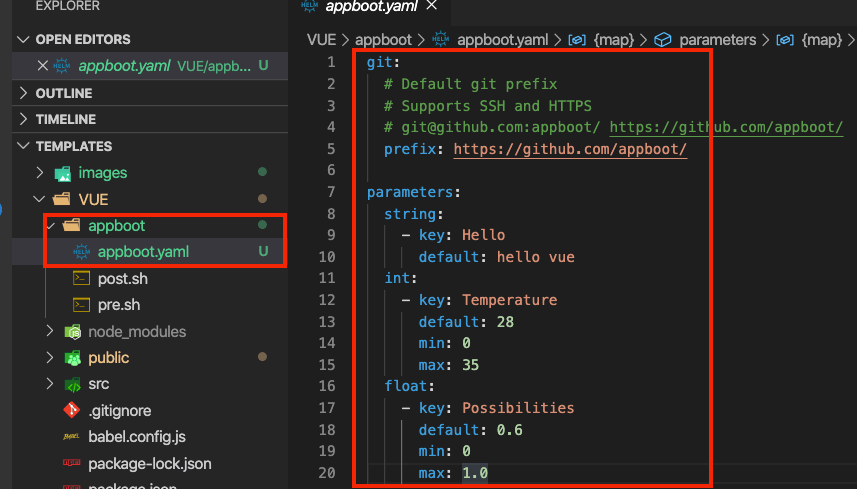 EXPLORER
OPEN EDITORS
appboot.yaml VUE/appb... U
OUTLINE
TIMELINE
TEMPLATES
images
VUE
appboot
HELM appboot.yaml U
post.sh
pre.sh
node_modules
public
src
.gitignore
babel.config.js
package-lock.json
package.json
appboot.yaml
VUE > appboot > appboot.yaml > {map} > parameters > {map} >
1 git:
2 # Default git prefix
3 # Supports SSH and HTTPS
4 # git@github.com:appboot/ https://github.com/appboot/
5 prefix: https://github.com/appboot/
6
7 parameters:
8 string:
9 - key: Hello
10 default: hello vue
11 int:
12 - key: Temperature
13 default: 28
14 min: 0
15 max: 35
16 float:
17 - key: Possibilities
18 default: 0.6
19 min: 0
20 max: 1.0